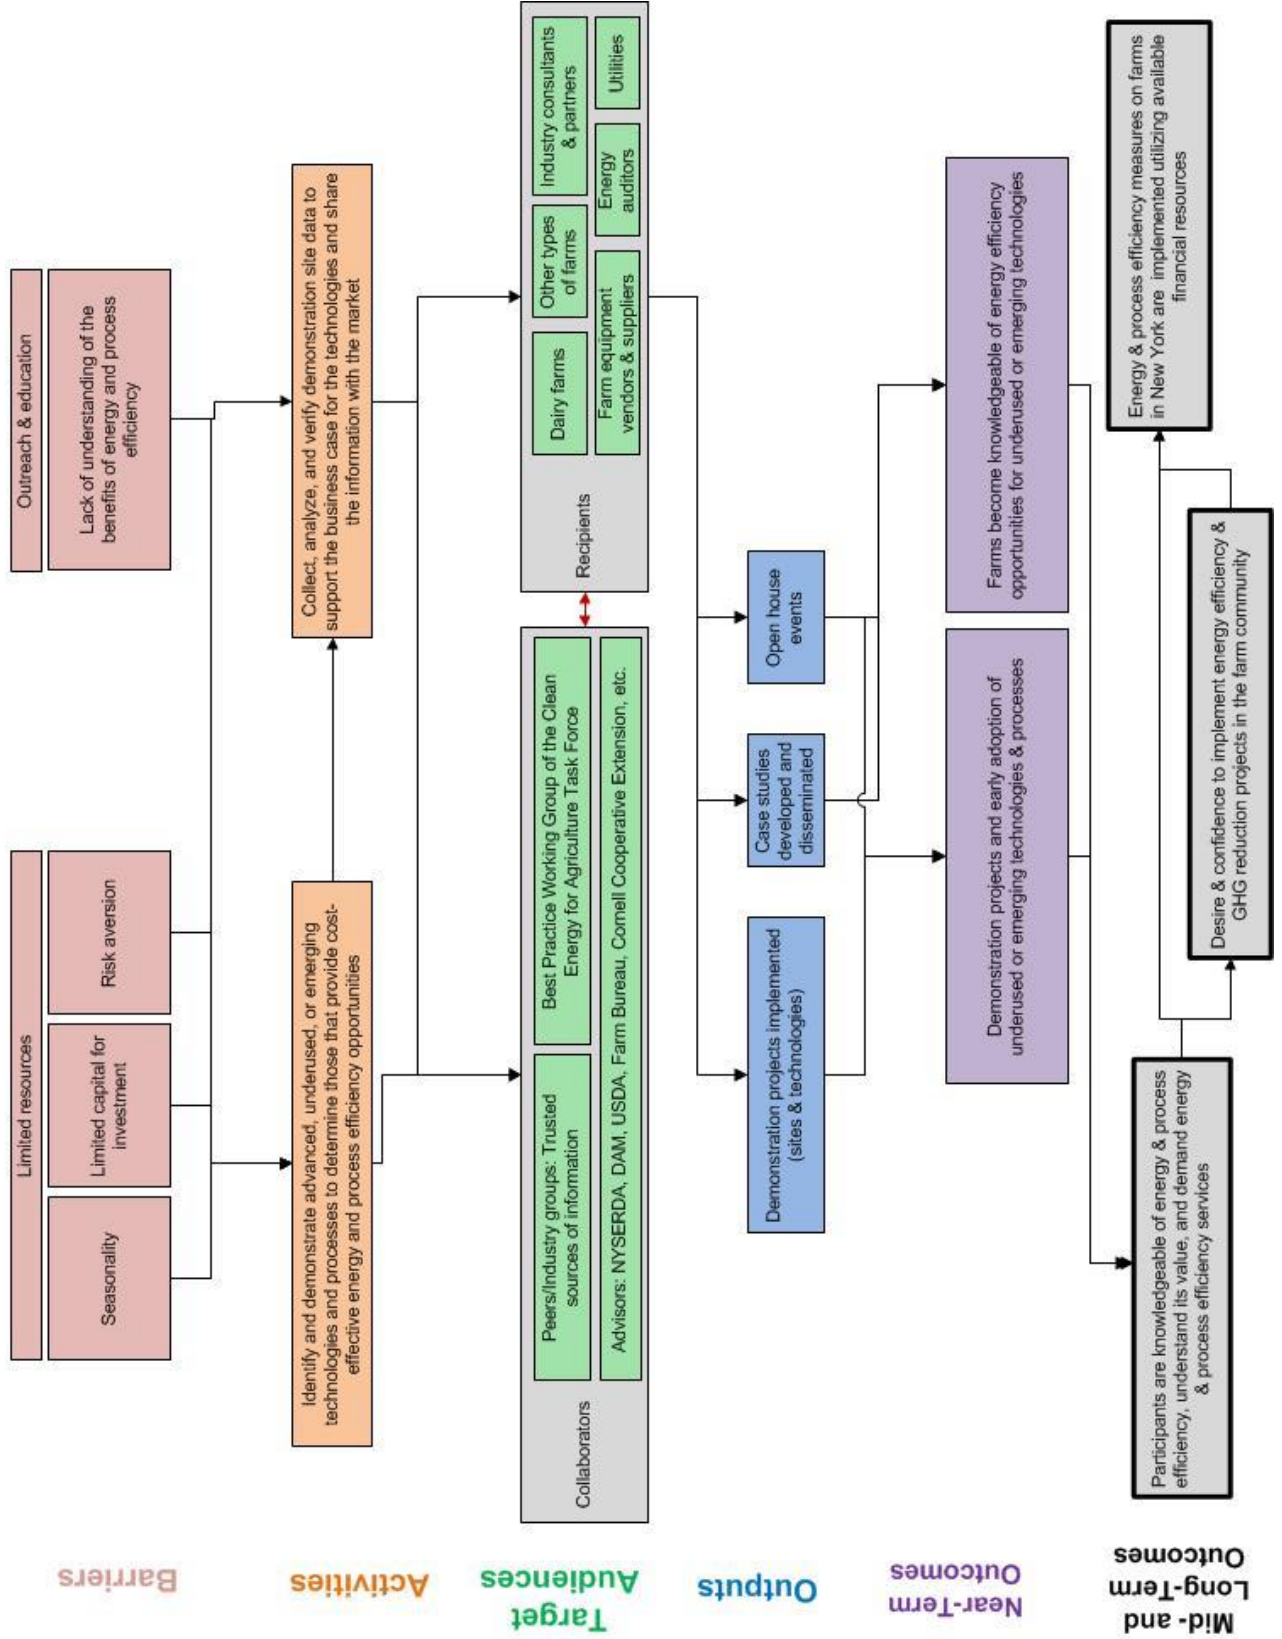 Barriers
Limited resources
Seasonality
Limited capital for
investment
Risk aversion
Outreach & education
Lack of understanding of the
benefits of energy and process
efficiency
Activities
Identify and demonstrate advanced, underused, or emerging
technologies and processes to determine those that provide cost-
effective energy and process efficiency opportunities
Collect, analyze, and verify demonstration site data to
support the business case for the technologies and share
the information with the market
Target
Audiences
Collaborators
Peers/Industry groups: Trusted
sources of information
Best Practice Working Group of the Clean
Energy for Agriculture Task Force
Advisors: NYSERDA, DAM, USDA, Farm Bureau, Cornell Cooperative Extension, etc.
Recipients
Dairy farms
Other types
of farms
Industry consultants
& partners
Farm equipment
vendors & suppliers
Energy
auditors
Utilities
Outputs
Demonstration projects implemented
(sites & technologies)
Case studies
developed and
disseminated
Open house
events
Near-Term
Outcomes
Demonstration projects and early adoption of
underused or emerging technologies & processes
Farms become knowledgeable of energy efficiency
opportunities for underused or emerging technologies
Mid- and
Long-Term
Outcomes
Participants are knowledgeable of energy & process
efficiency, understand its value, and demand energy
& process efficiency services
Desire & confidence to implement energy efficiency &
GHG reduction projects in the farm community
Energy & process efficiency measures on farms
in New York are implemented utilizing available
financial resources